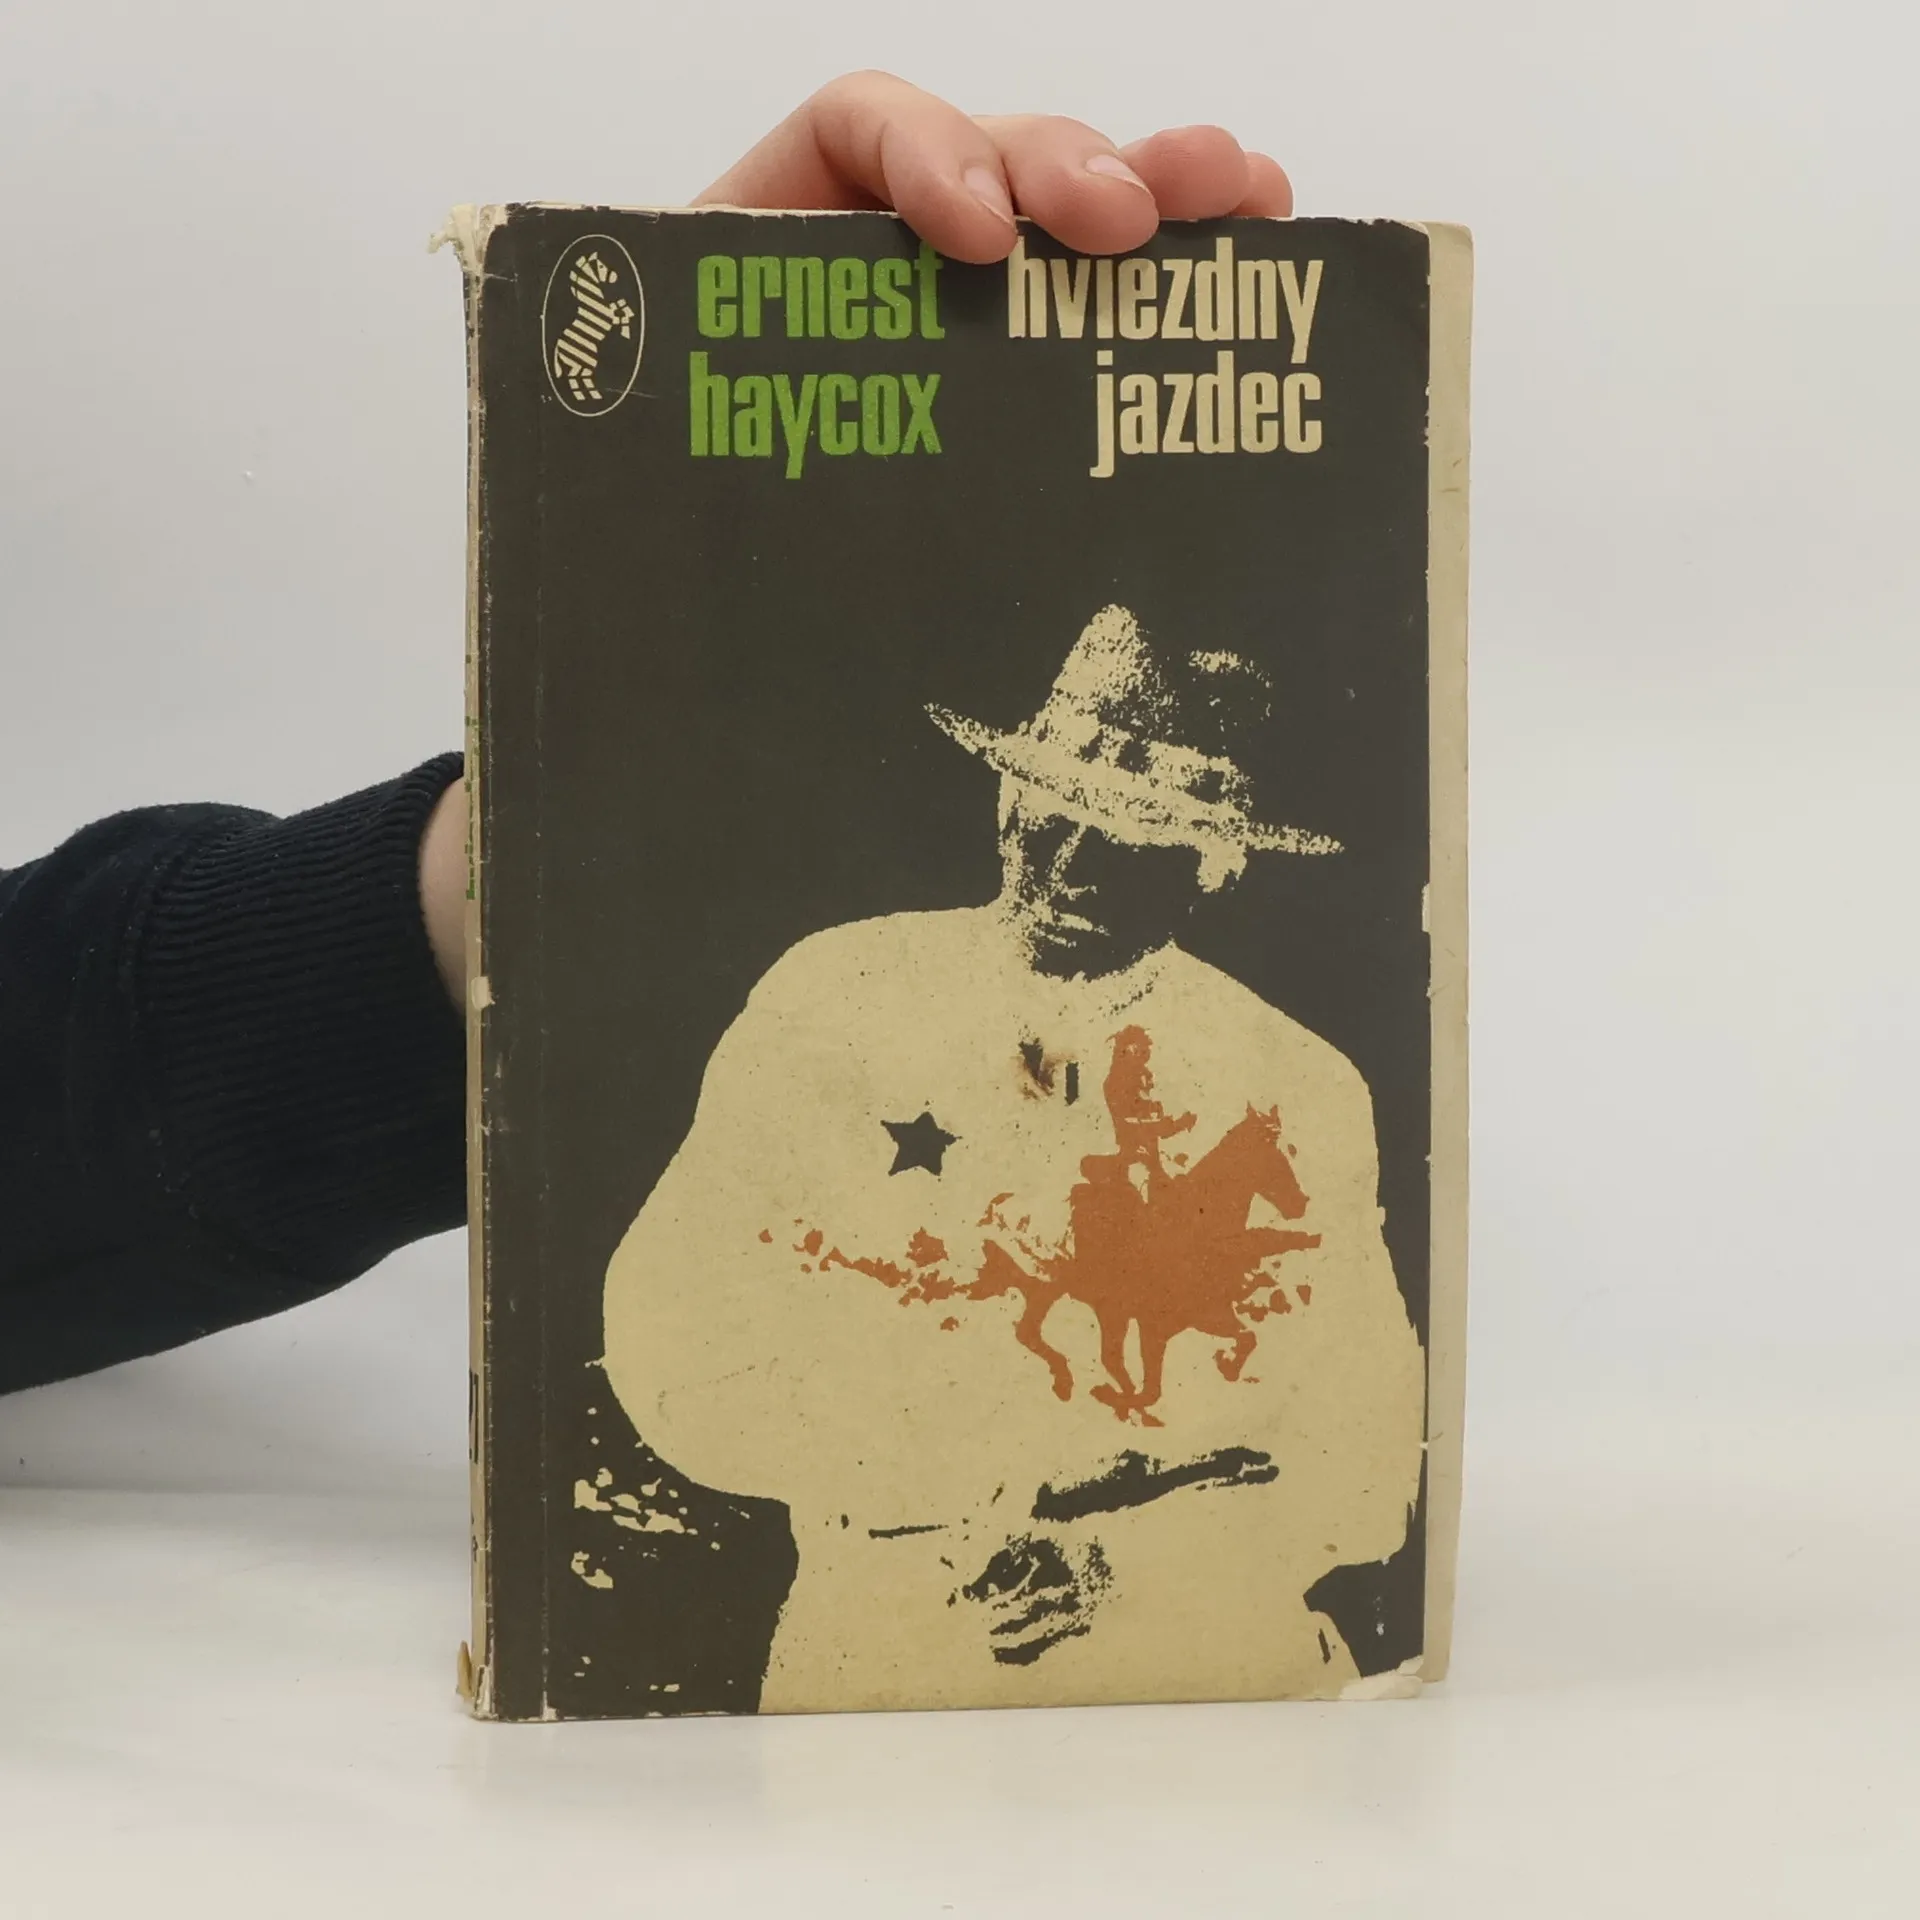 ernest
haycox
hviezdny
jazdec